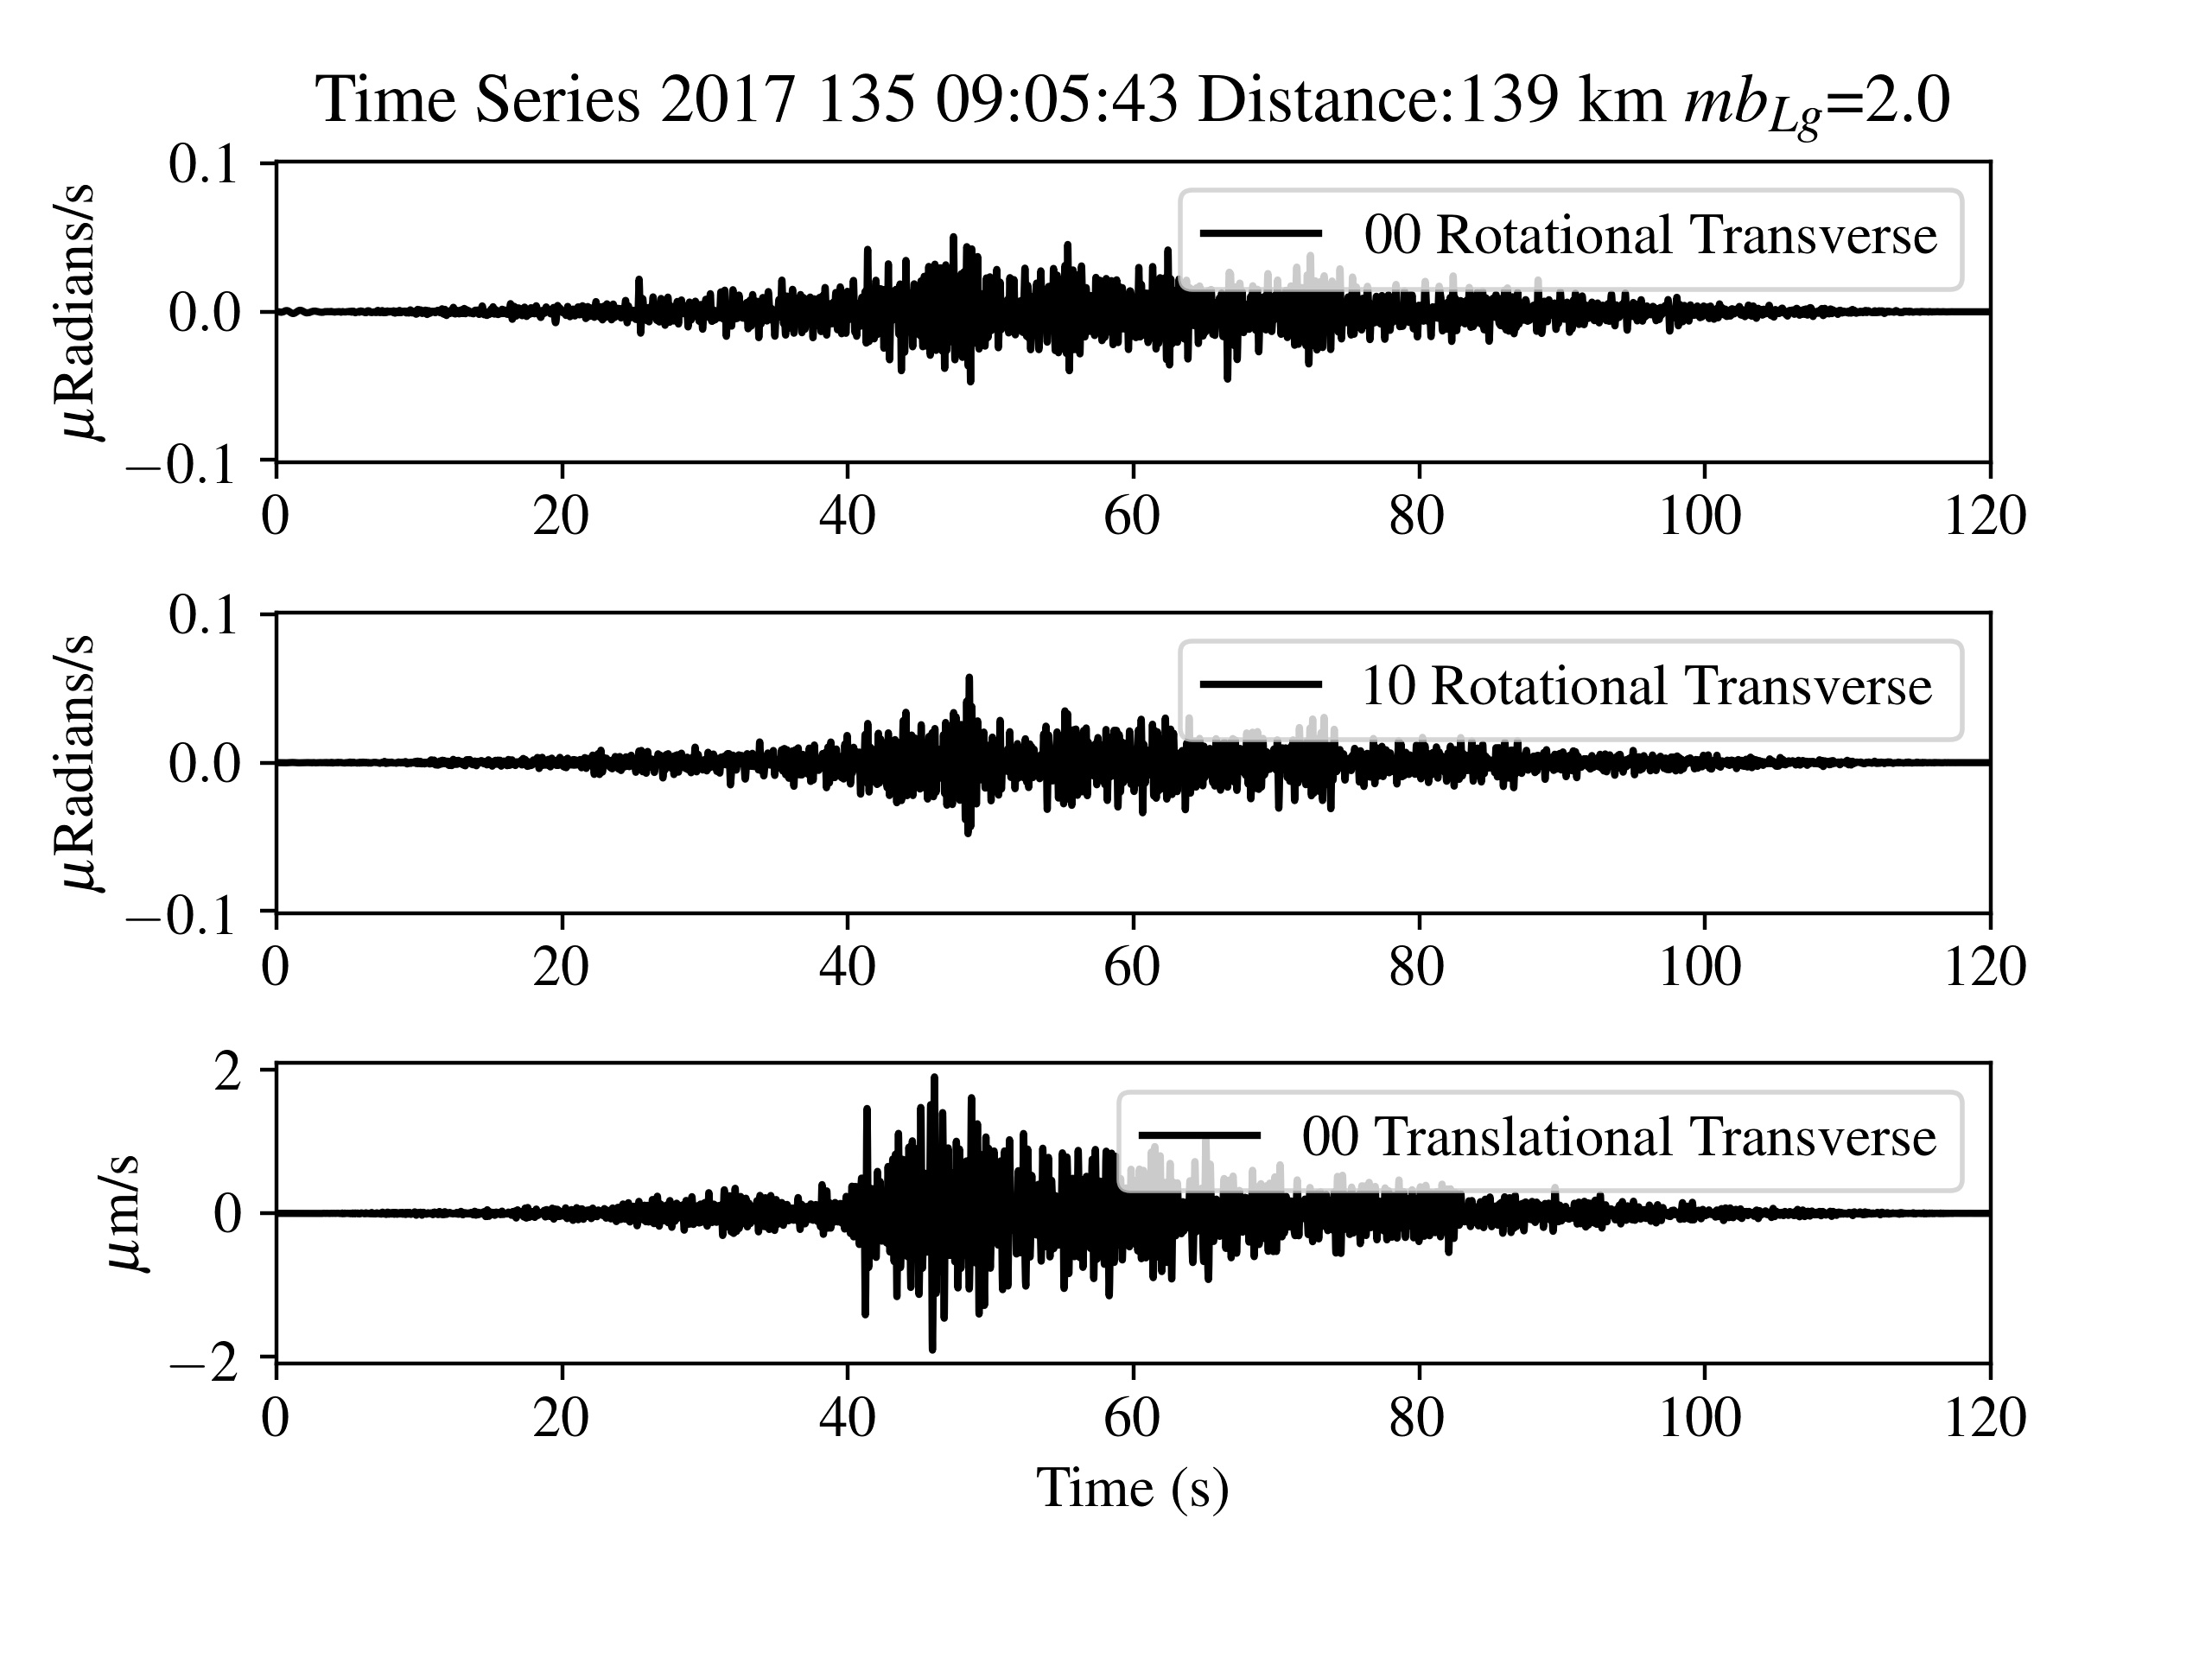 Time Series 2017 135 09:05:43 Distance:139 km mb_Lg=2.0
0.1
00 Rotational Transverse
μRadians/s
0.0
−0.1
0 20 40 60 80 100 120
0.1
10 Rotational Transverse
μRadians/s
0.0
−0.1
0 20 40 60 80 100 120
2
00 Translational Transverse
μm/s
0
−2
0 20 40 60 80 100 120
Time (s)